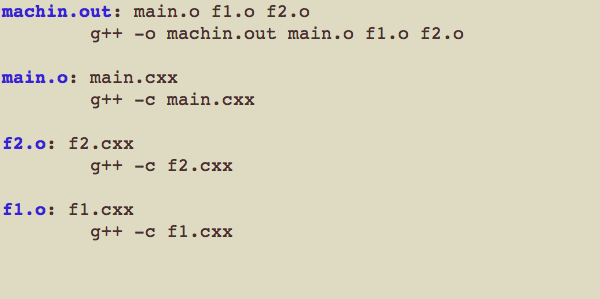 machin.out: main.o f1.o f2.o
g++ -o machin.out main.o f1.o f2.o
main.o: main.cxx
g++ -c main.cxx
f2.o: f2.cxx
g++ -c f2.cxx
f1.o: f1.cxx
g++ -c f1.cxx